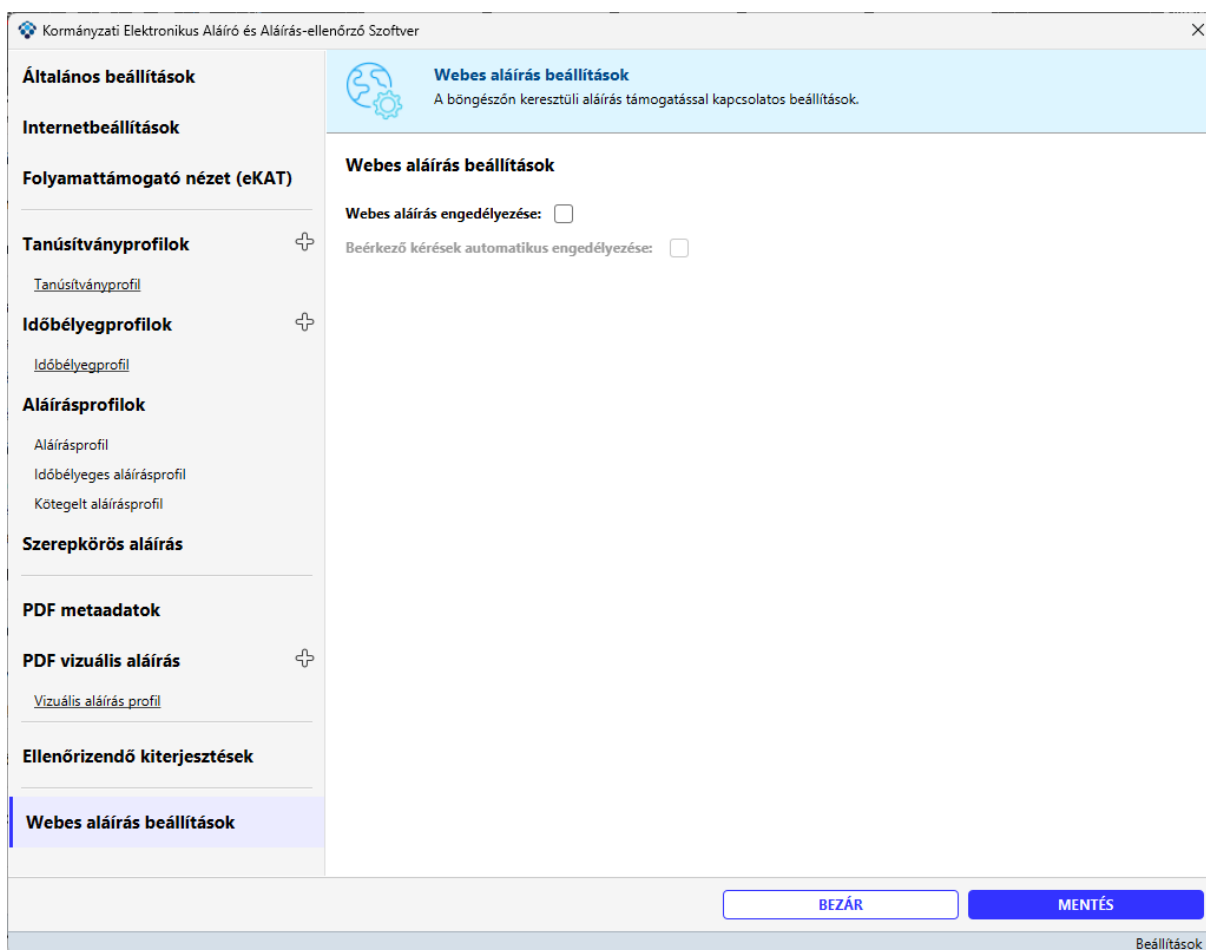 Kormányzati Elektronikus Aláíró és Aláírás-ellenőrző Szoftver
Általános beállítások
Internetbeállítások
Folyamattámogató nézet (eKAT)
Tanúsítványprofilok
Tanúsítványprofil
Időbélyegprofilok
Időbélyegprofil
Aláírásprofilok
Aláírásprofil
Időbélyeges aláírásprofil
Kötegelt aláírásprofil
Szerepkörös aláírás
PDF metaadatok
PDF vizuális aláírás
Vizuális aláírás profil
Ellenőrizendő kiterjesztések
Webes aláírás beállítások
Webes aláírás beállítások
A böngészőn keresztüli aláírás támogatással kapcsolatos beállítások.
Webes aláírás beállítások
Webes aláírás engedélyezése:
Beérkező kérések automatikus engedélyezése:
BEZÁR
MENTÉS
Beállítások